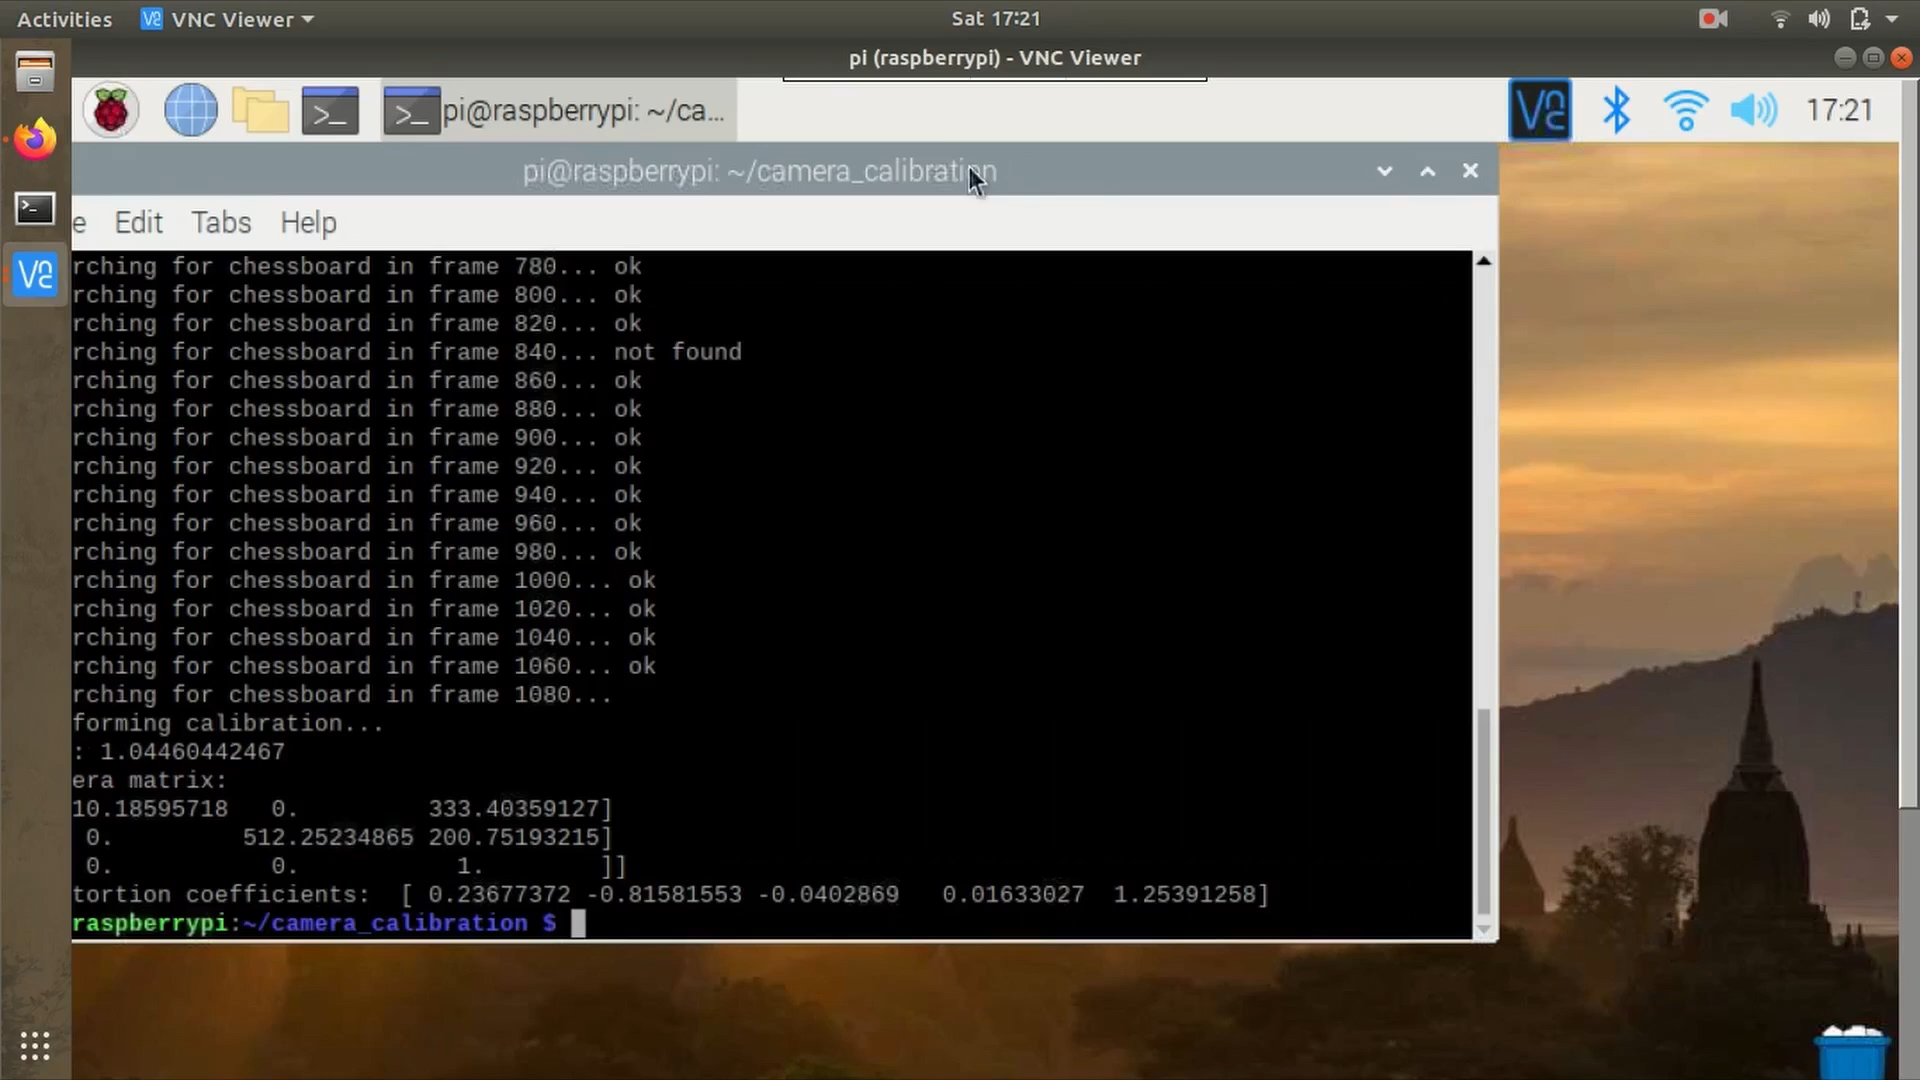 Activities VNC Viewer Sat 17:21
pi (raspberrypi) - VNC Viewer
pi@raspberrypi: ~/ca... 17:21
pi@raspberrypi: ~/camera_calibration
e Edit Tabs Help
rching for chessboard in frame 780... ok
rching for chessboard in frame 800... ok
rching for chessboard in frame 820... ok
rching for chessboard in frame 840... not found
rching for chessboard in frame 860... ok
rching for chessboard in frame 880... ok
rching for chessboard in frame 900... ok
rching for chessboard in frame 920... ok
rching for chessboard in frame 940... ok
rching for chessboard in frame 960... ok
rching for chessboard in frame 980... ok
rching for chessboard in frame 1000... ok
rching for chessboard in frame 1020... ok
rching for chessboard in frame 1040... ok
rching for chessboard in frame 1060... ok
rching for chessboard in frame 1080...
forming calibration...
: 1.04460442467
era matrix:
10.18595718 0. 333.40359127]
0. 512.25234865 200.75193215]
0. 0. 1. ]]
tortion coefficients: [ 0.23677372 -0.81581553 -0.0402869 0.01633027 1.25391258]
raspberrypi:~/camera_calibration $